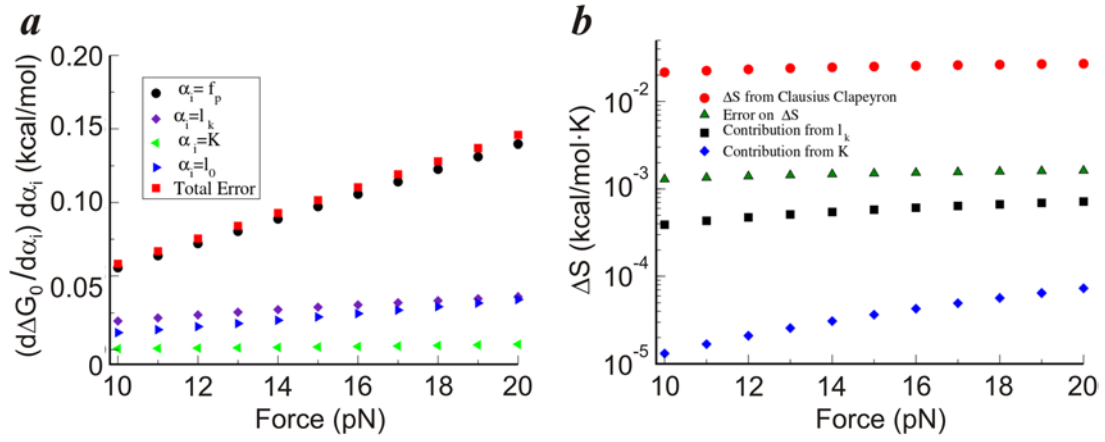 a
0.20
0.15
0.10
0.05
0
10 12 14 16 18 20
Force (pN)
(dΔG₀/dαᵢ) dαᵢ (kcal/mol)
αᵢ= fₚ
αᵢ=lₖ
αᵢ=K
αᵢ=l₀
Total Error
b
10⁻²
10⁻³
10⁻⁴
10⁻⁵
10 12 14 16 18 20
Force (pN)
ΔS (kcal/mol·K)
ΔS from Clausius Clapeyron
Error on ΔS
Contribution from lₖ
Contribution from K